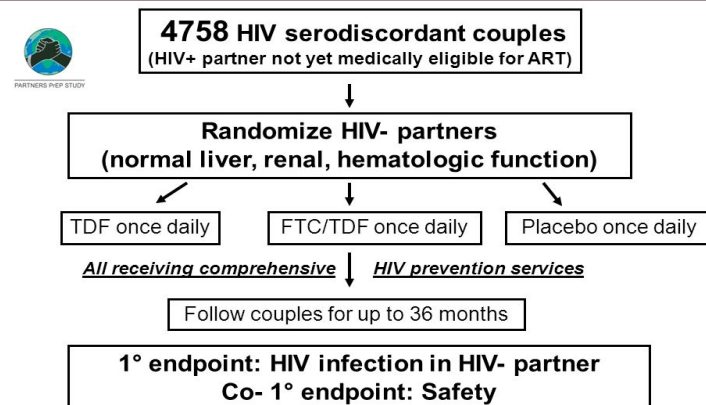 4758 HIV serodiscordant couples
(HIV+ partner not yet medically eligible for ART)
PARTNERS PrEP STUDY
Randomize HIV- partners
(normal liver, renal, hematologic function)
TDF once daily
FTC/TDF once daily
Placebo once daily
All receiving comprehensive HIV prevention services
Follow couples for up to 36 months
1° endpoint: HIV infection in HIV- partner
Co- 1° endpoint: Safety